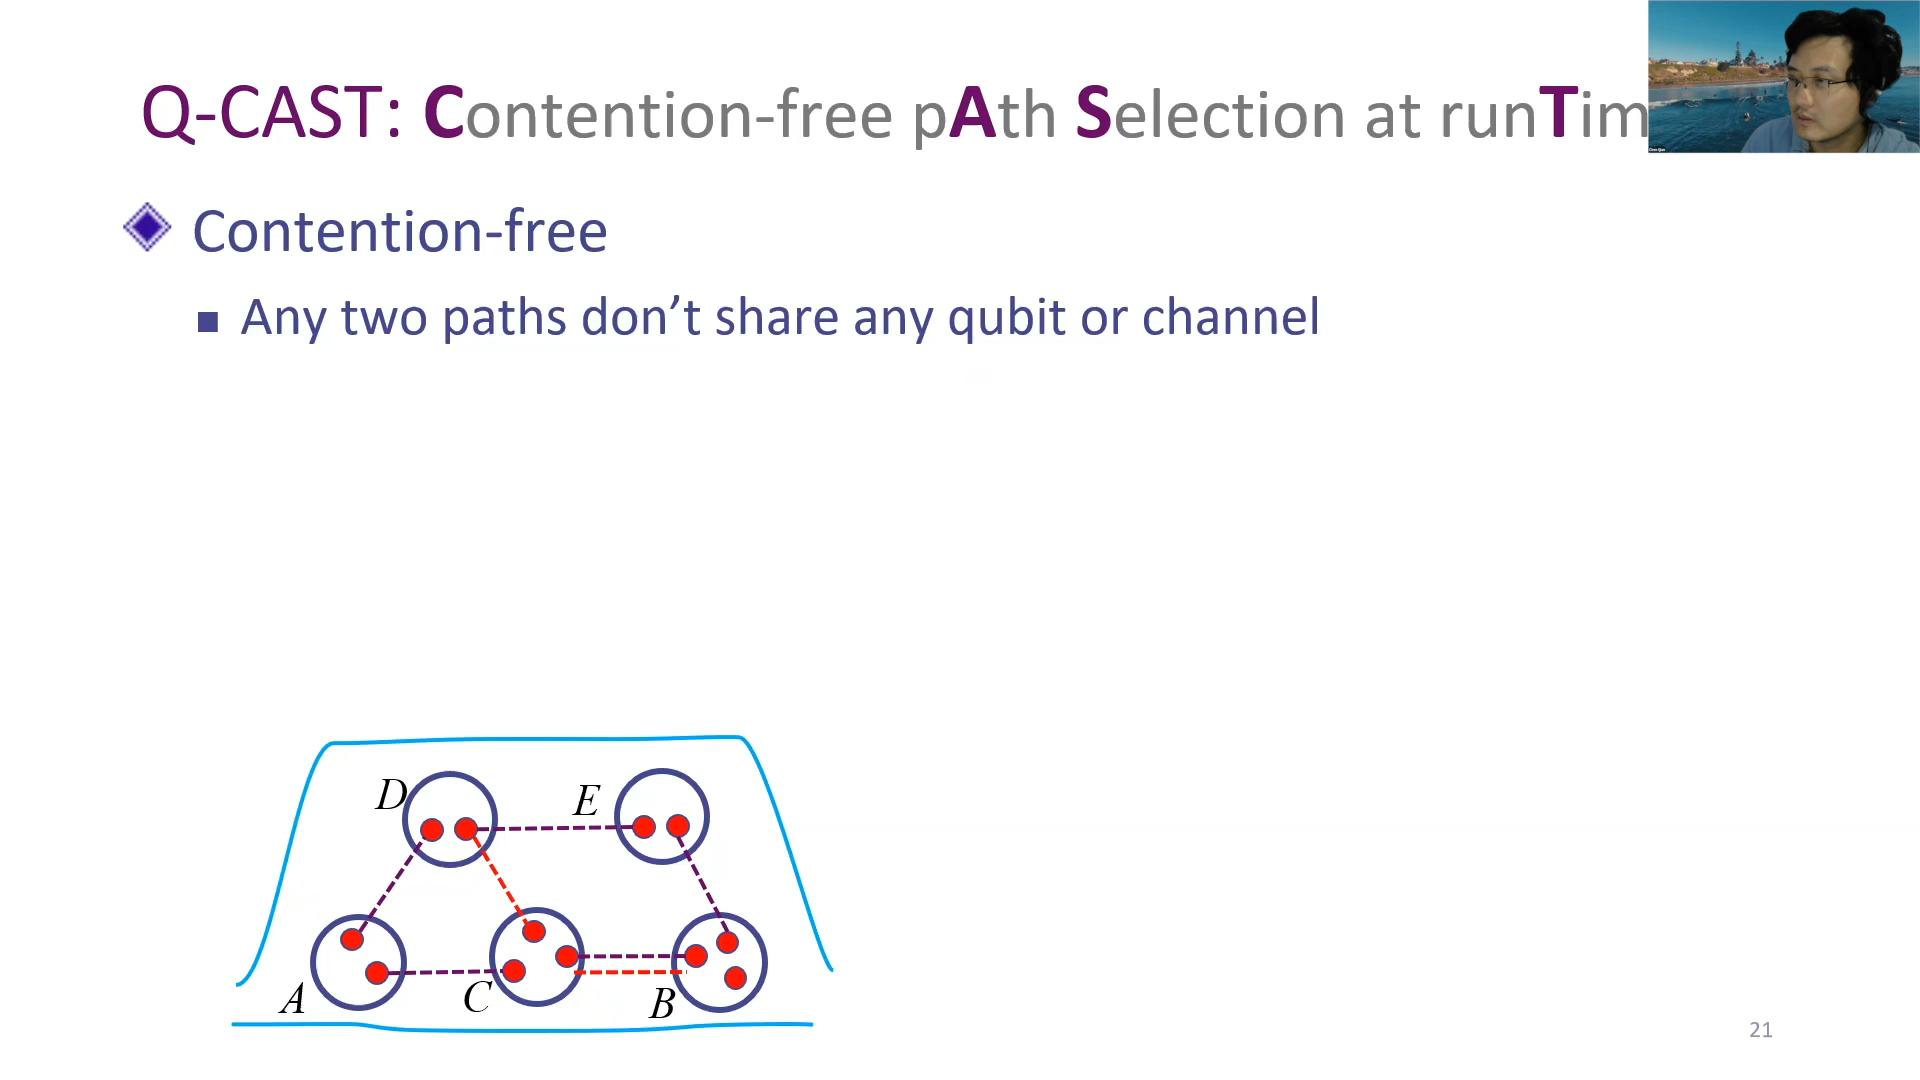 Q-CAST: Contention-free pAth Selection at runTim
Contention-free
Any two paths don’t share any qubit or channel
D
E
A
C
B
21